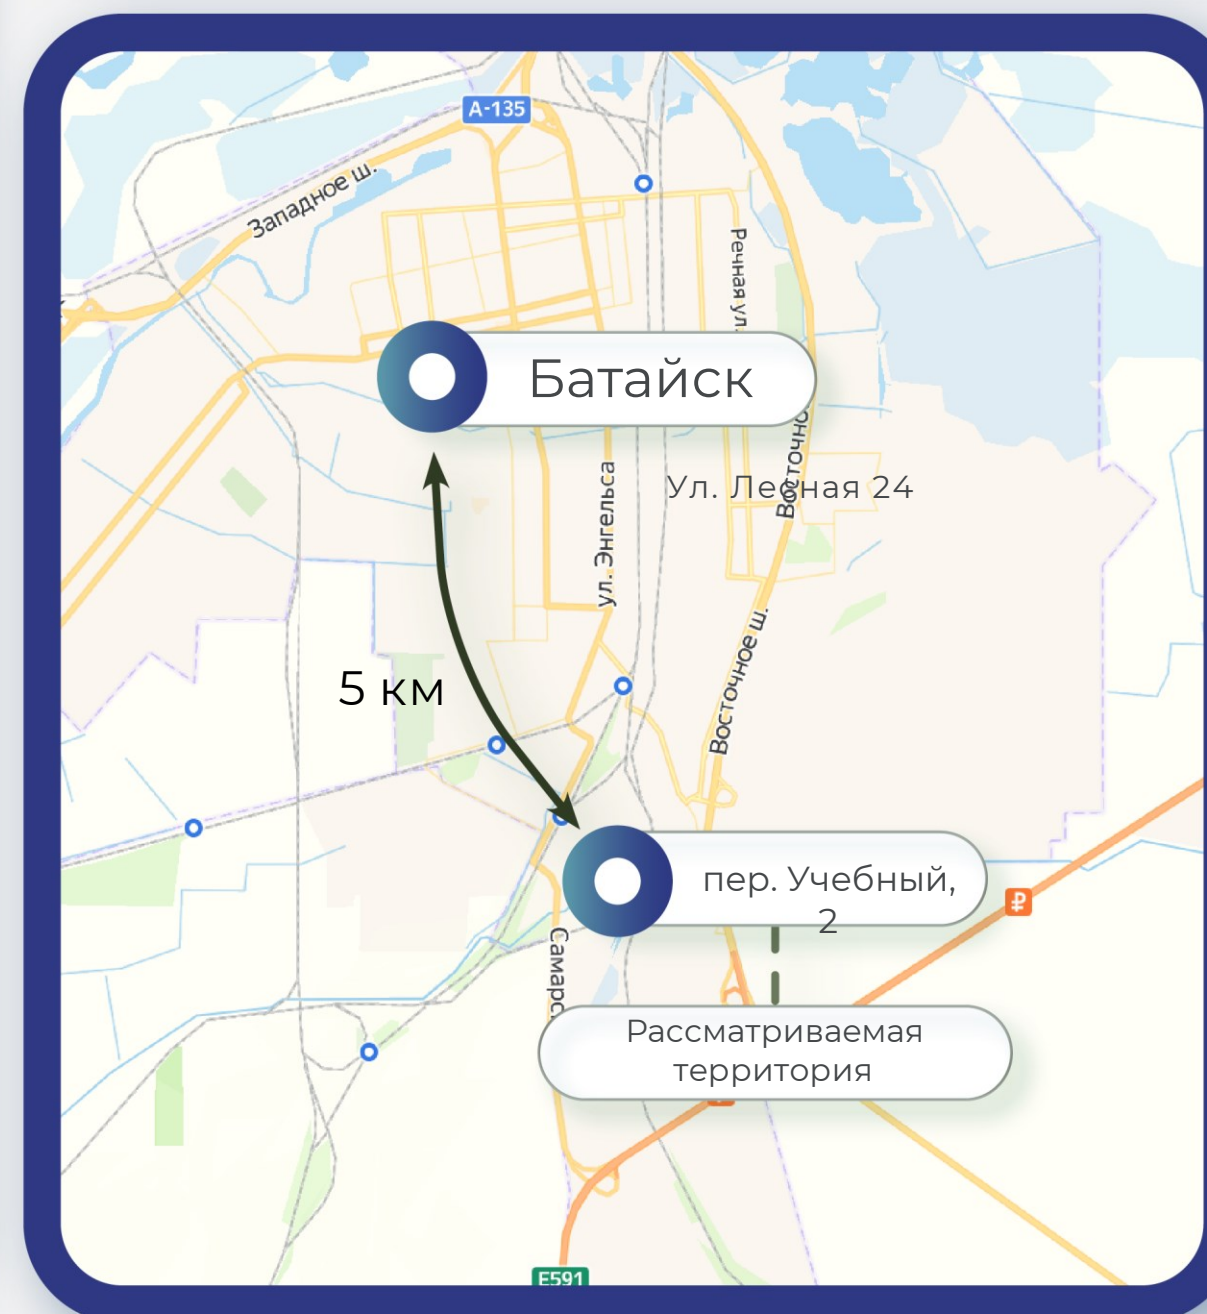 А-135
Западное ш.
Речная ул.
Батайск
Восточно
Ул. Лесная 24
ул. Энгельса
Восточное ш.
5 км
пер. Учебный,
2
₽
Самарс
Рассматриваемая
территория
E591